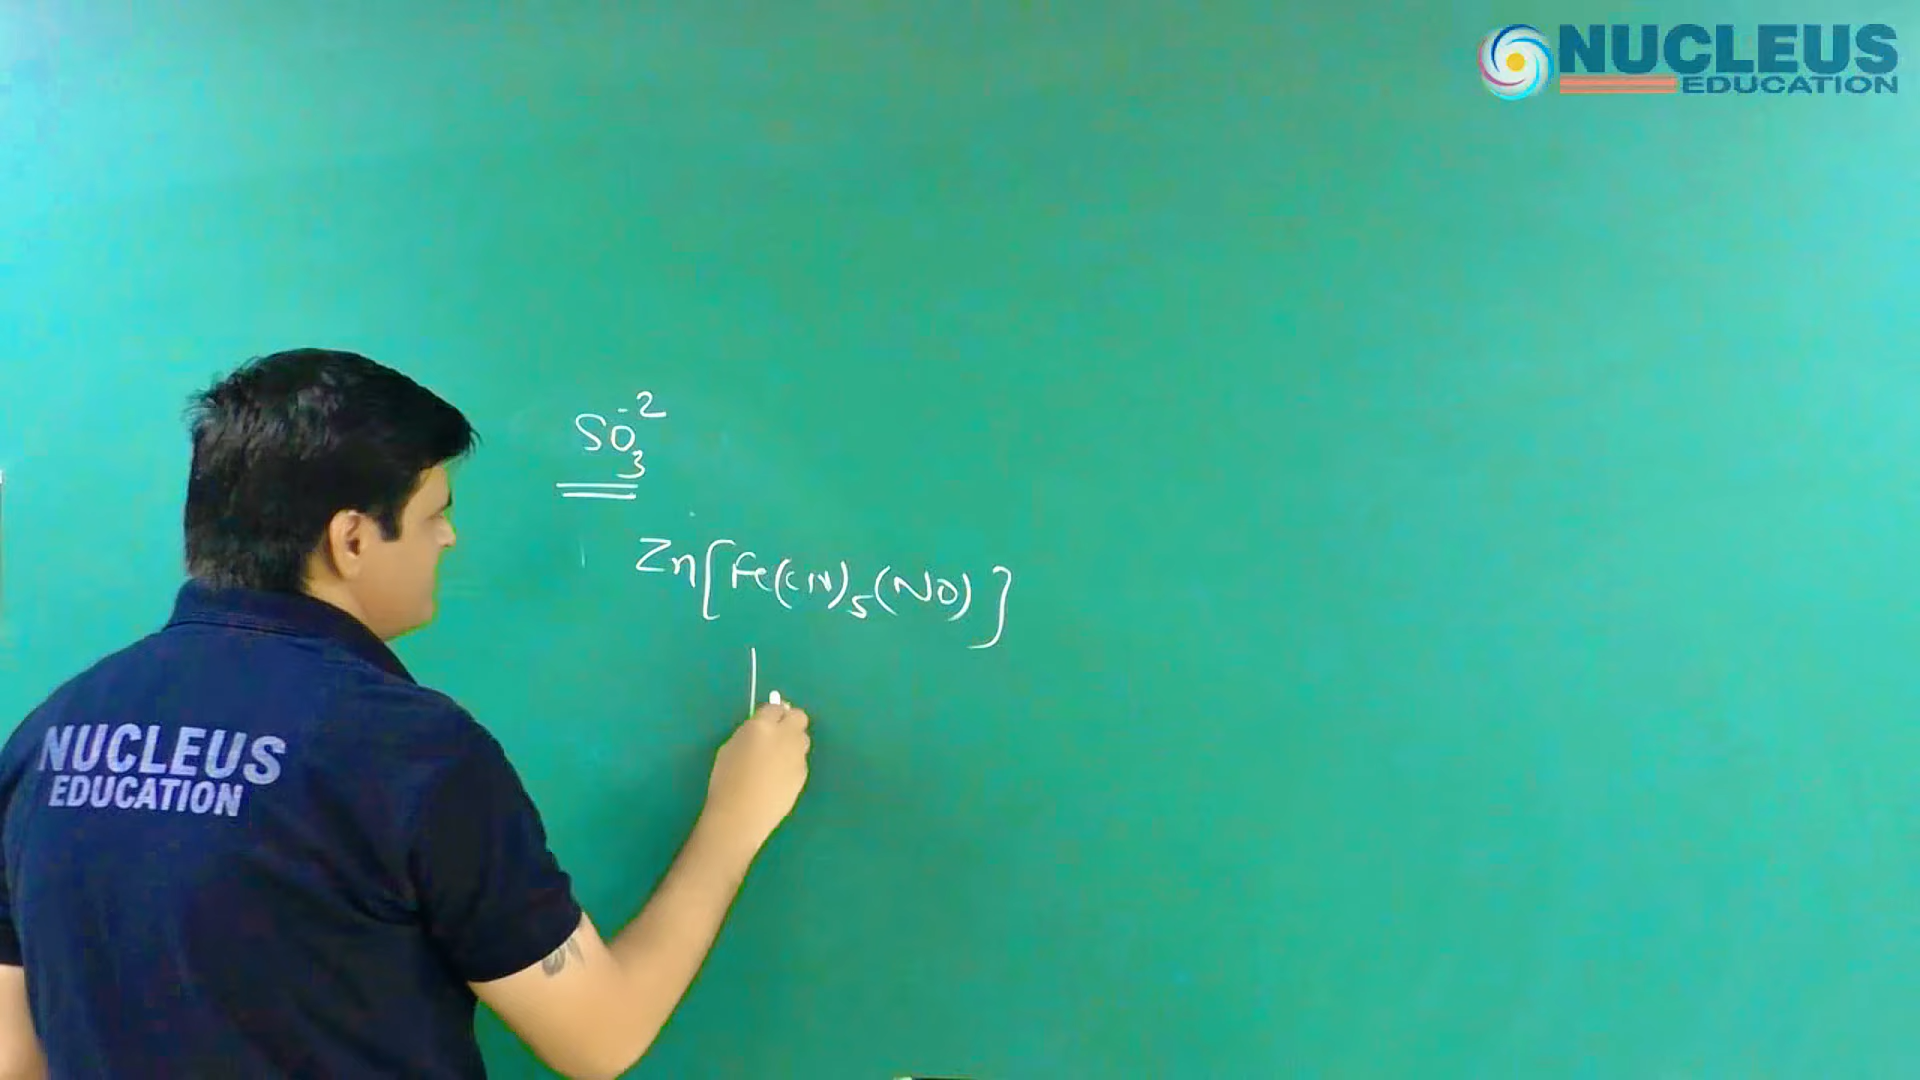 NUCLEUS
EDUCATION
SO₃⁻²
Zn[Fe(CN)₅(NO)]
NUCLEUS
EDUCATION